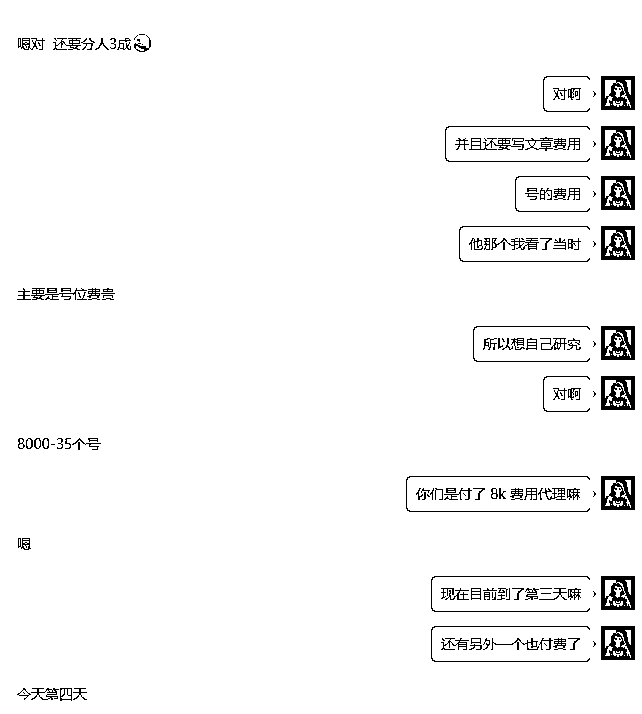 嗯对 还要分人3成
对啊
并且还要写文章费用
号的费用
他那个我看了当时
主要是号位费贵
所以想自己研究
对啊
8000-35个号
你们是付了 8k 费用代理嘛
嗯
现在目前到了第三天嘛
还有另外一个也付费了
今天第四天